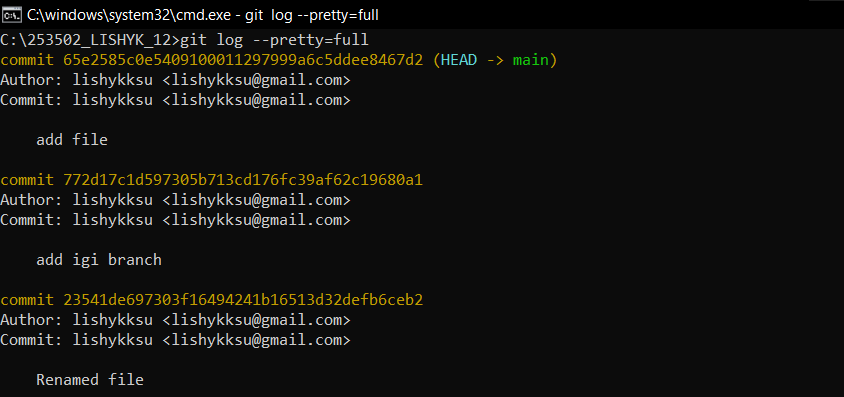 C:\windows\system32\cmd.exe - git  log --pretty=full
C:\253502_LISHYK_12>git log --pretty=full
commit 65e2585c0e5409100011297999a6c5ddee8467d2 (HEAD -> main)
Author: lishykksu <lishykksu@gmail.com>
Commit: lishykksu <lishykksu@gmail.com>
add file
commit 772d17c1d597305b713cd176fc39af62c19680a1
Author: lishykksu <lishykksu@gmail.com>
Commit: lishykksu <lishykksu@gmail.com>
add igi branch
commit 23541de697303f16494241b16513d32defb6ceb2
Author: lishykksu <lishykksu@gmail.com>
Commit: lishykksu <lishykksu@gmail.com>
Renamed file